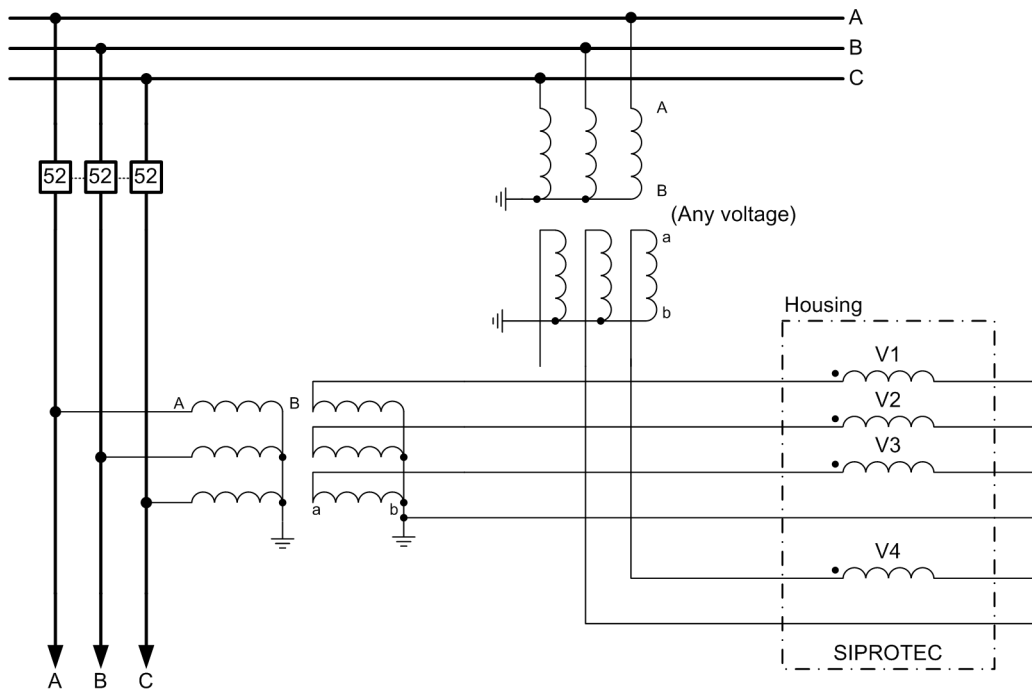 A
B
C
A
52 52 52
B
(Any voltage)
a
b
Housing
V1
A B
V2
V3
a b
V4
SIPROTEC
A B C